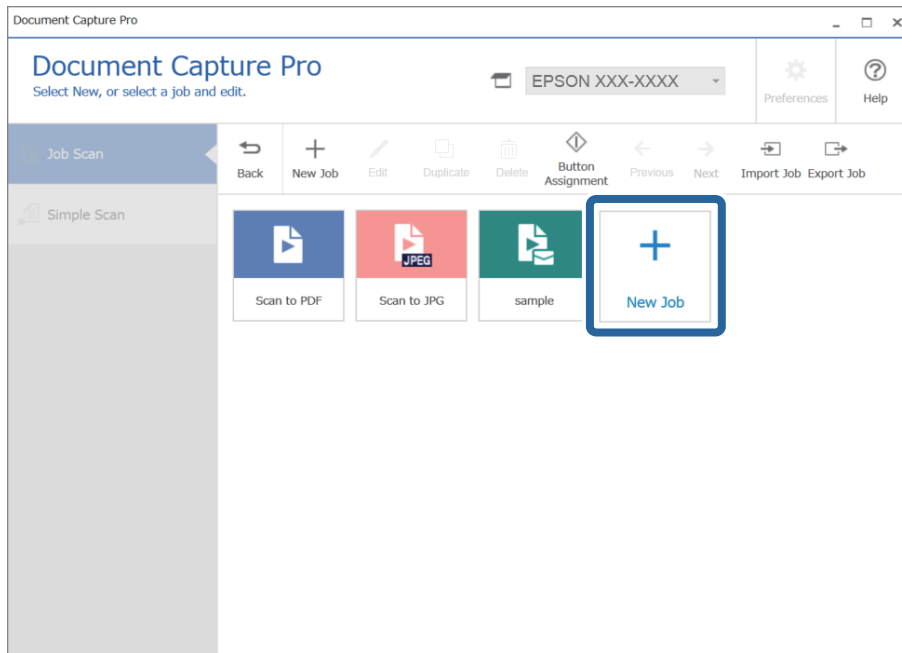 Document Capture Pro
Document Capture Pro
Select New, or select a job and edit.
EPSON XXX-XXXX
Preferences
Help
Job Scan
Simple Scan
Back
New Job
Edit
Duplicate
Delete
Button
Assignment
Previous
Next
Import Job
Export Job
JPEG
Scan to PDF
Scan to JPG
sample
New Job